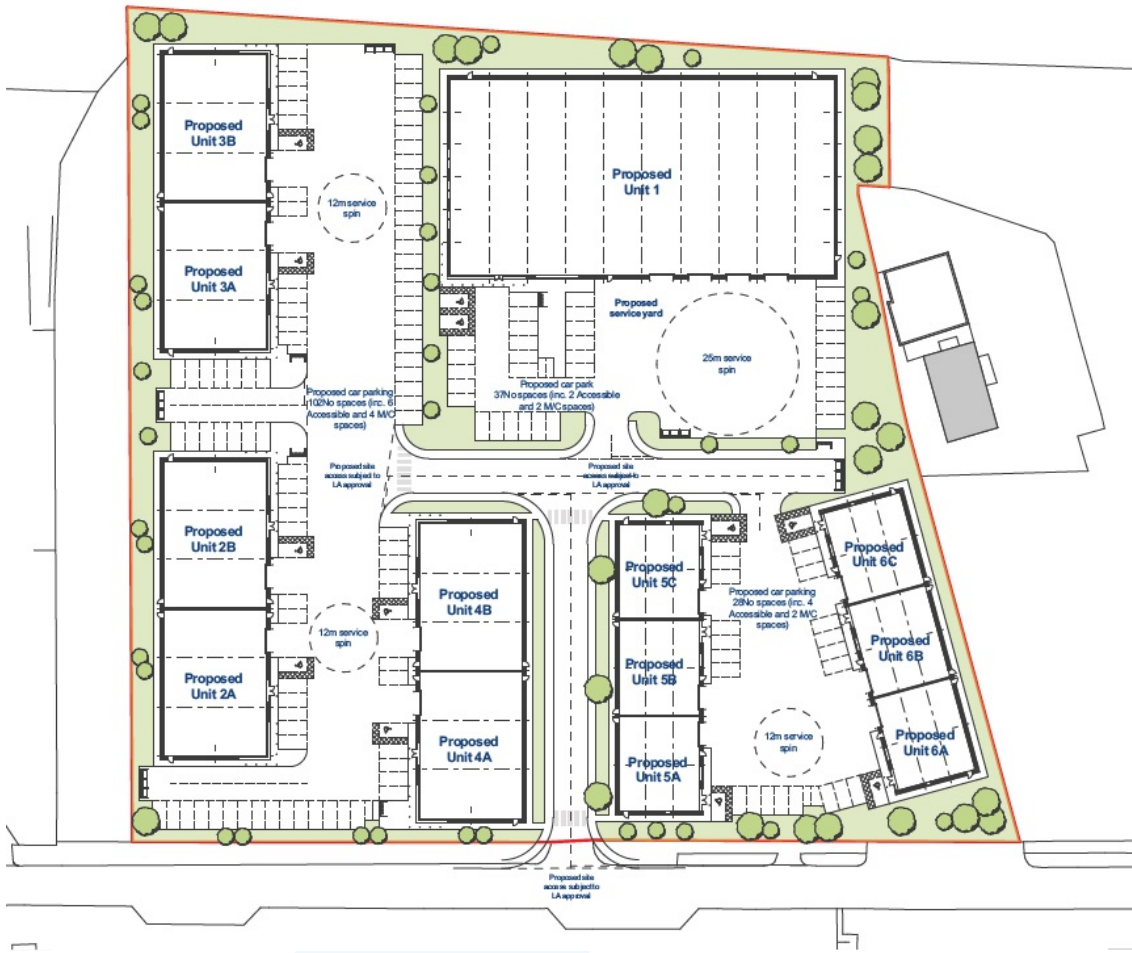 Proposed
Unit 3B
Proposed
Unit 1
12m service
spin
Proposed
Unit 3A
Proposed
service yard
25m service
spin
Proposed car parking
102No spaces (inc. 6
Accessible and 4 M/C
spaces)
Proposed car park
37No spaces (inc. 2 Accessible
and 2 M/C spaces)
Proposed site
access subject to
LA approval
Proposed site
access subject to
LA approval
Proposed
Unit 2B
Proposed
Unit 4B
Proposed
Unit 5C
Proposed
Unit 6C
Proposed car parking
28No spaces (inc. 4
Accessible and 2 M/C
spaces)
12m service
spin
Proposed
Unit 2A
Proposed
Unit 5B
Proposed
Unit 6B
Proposed
Unit 4A
Proposed
Unit 5A
12m service
spin
Proposed
Unit 6A
Proposed site
access subject to
LA approval